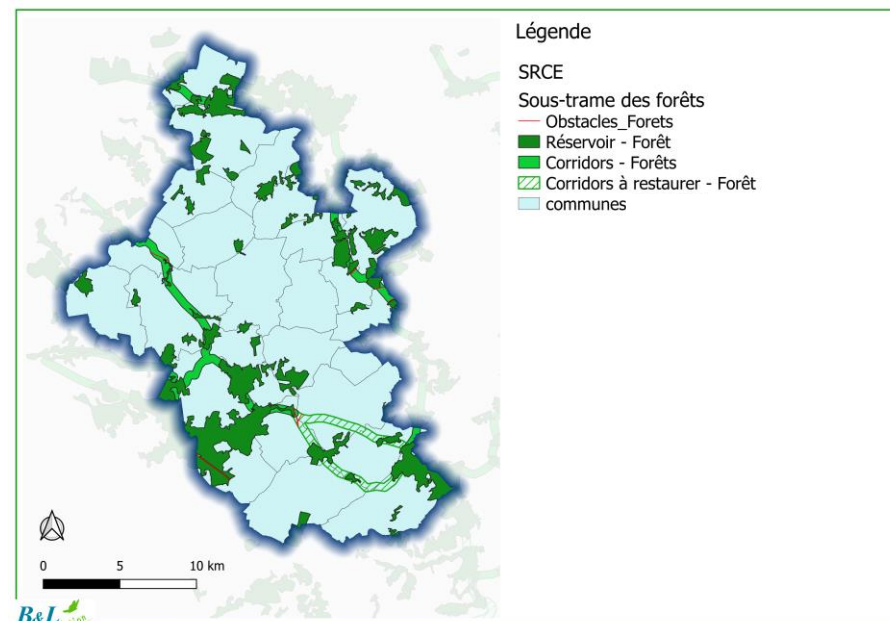 Légende
SRCE
Sous-trame des forêts
Obstacles_Forets
Réservoir - Forêt
Corridors - Forêts
Corridors à restaurer - Forêt
communes
0 5 10 km
B&L